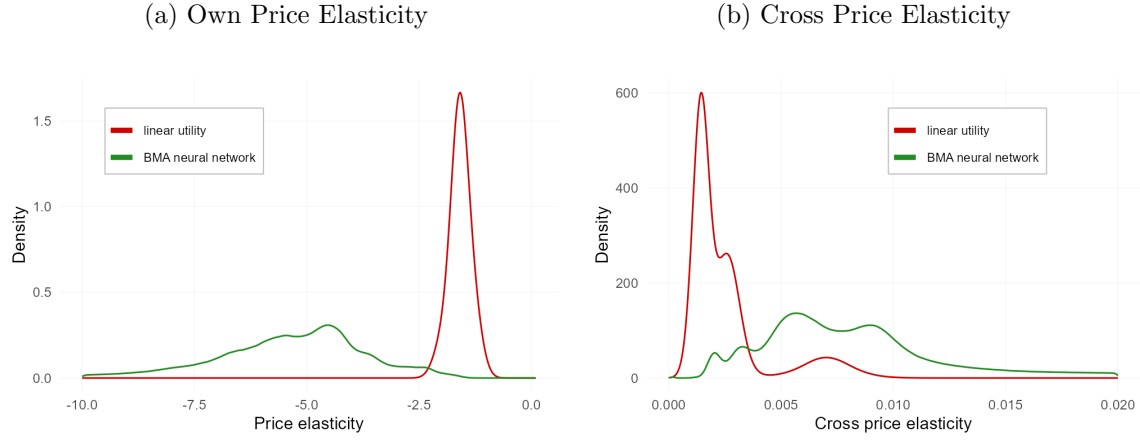 (a) Own Price Elasticity
1.5
1.0
0.5
0.0
Density
linear utility
BMA neural network
-10.0
-7.5
-5.0
-2.5
0.0
Price elasticity
(b) Cross Price Elasticity
600
400
200
0
Density
linear utility
BMA neural network
0.000
0.005
0.010
0.015
0.020
Cross price elasticity